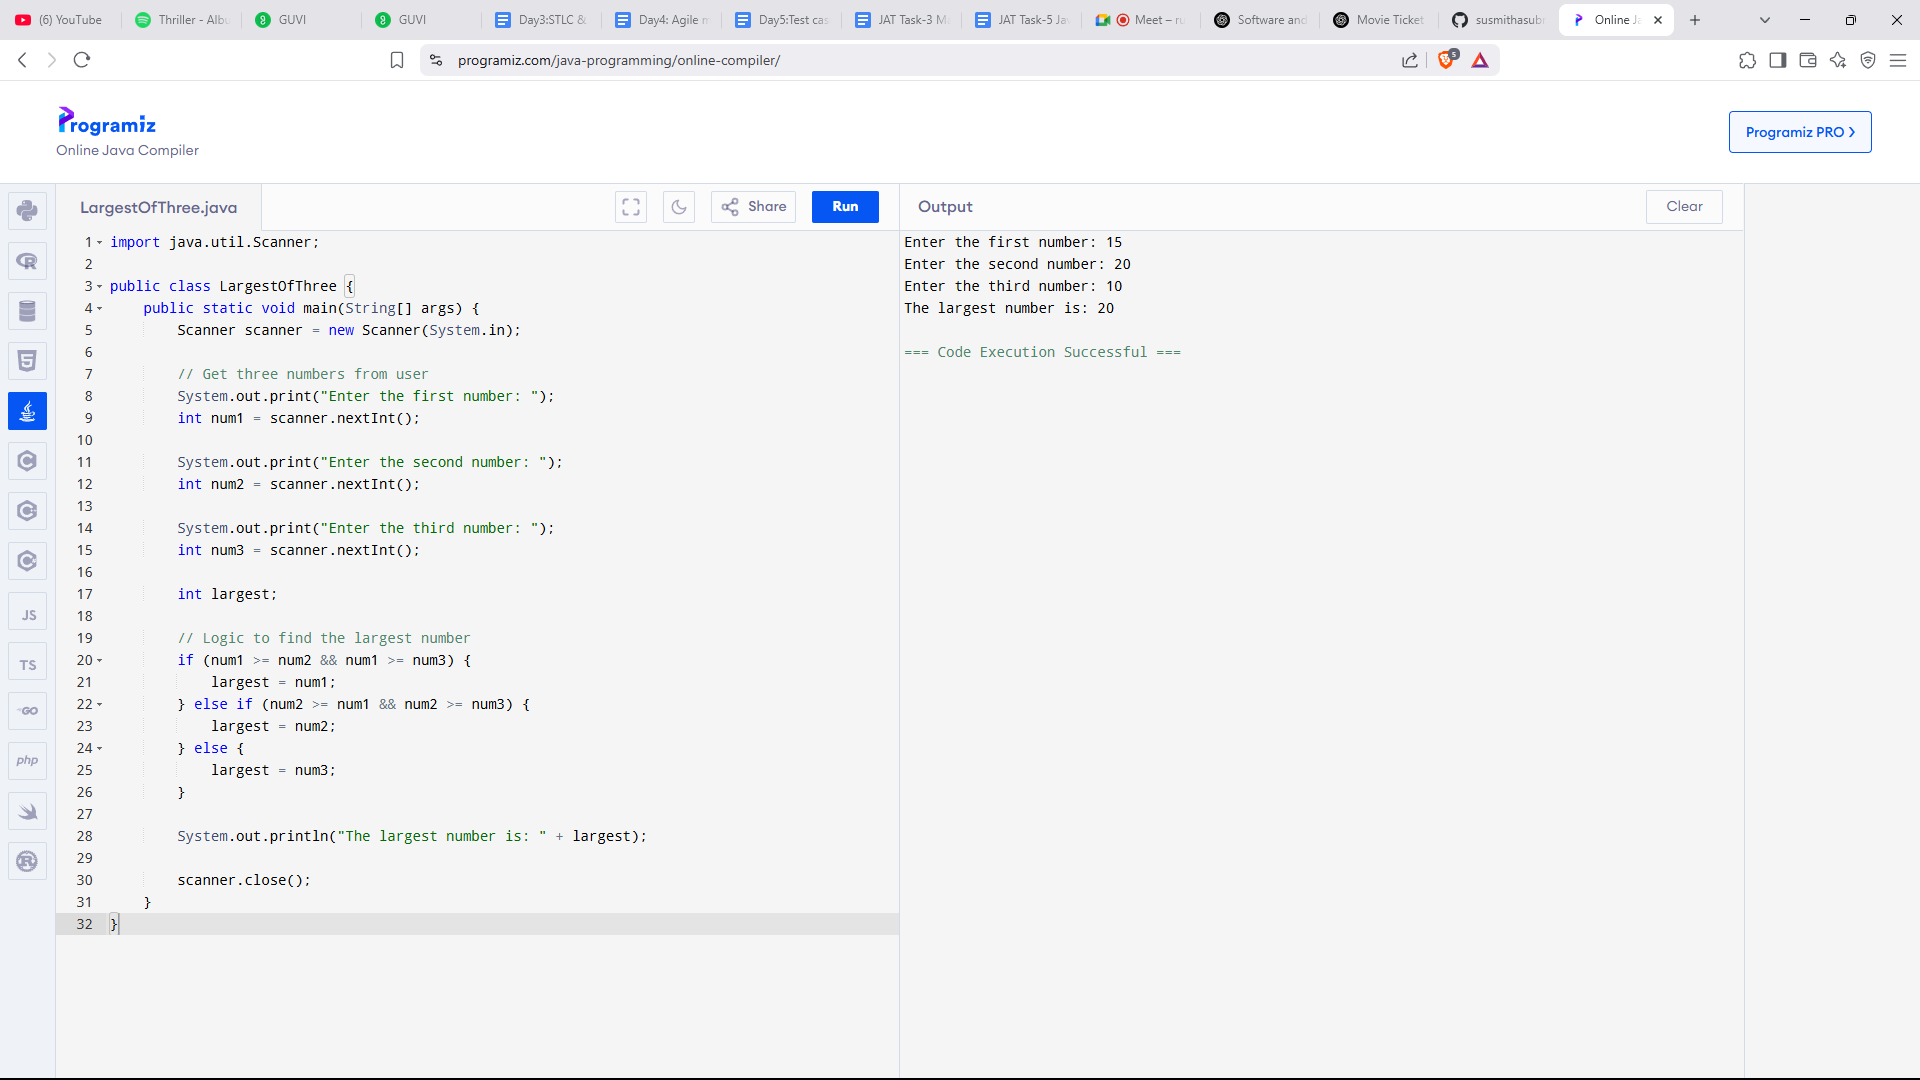 (6) YouTube
Thriller - Albu
GUVI
GUVI
Day3:STLC &
Day4: Agile m
Day5:Test cas
JAT Task-3 Ma
JAT Task-5 Jav
Meet – ru
Software and
Movie Ticket
susmithasubr
Online Ja
programiz.com/java-programming/online-compiler/
5
Programiz
Online Java Compiler
Programiz PRO >
LargestOfThree.java
Share
Run
Output
Clear
1 import java.util.Scanner;
2
3 public class LargestOfThree {
4 public static void main(String[] args) {
5 Scanner scanner = new Scanner(System.in);
6
7 // Get three numbers from user
8 System.out.print("Enter the first number: ");
9 int num1 = scanner.nextInt();
10
11 System.out.print("Enter the second number: ");
12 int num2 = scanner.nextInt();
13
14 System.out.print("Enter the third number: ");
15 int num3 = scanner.nextInt();
16
17 int largest;
18
19 // Logic to find the largest number
20 if (num1 >= num2 && num1 >= num3) {
21 largest = num1;
22 } else if (num2 >= num1 && num2 >= num3) {
23 largest = num2;
24 } else {
25 largest = num3;
26 }
27
28 System.out.println("The largest number is: " + largest);
29
30 scanner.close();
31 }
32 }
Enter the first number: 15
Enter the second number: 20
Enter the third number: 10
The largest number is: 20
=== Code Execution Successful ===
JS
TS
GO
php